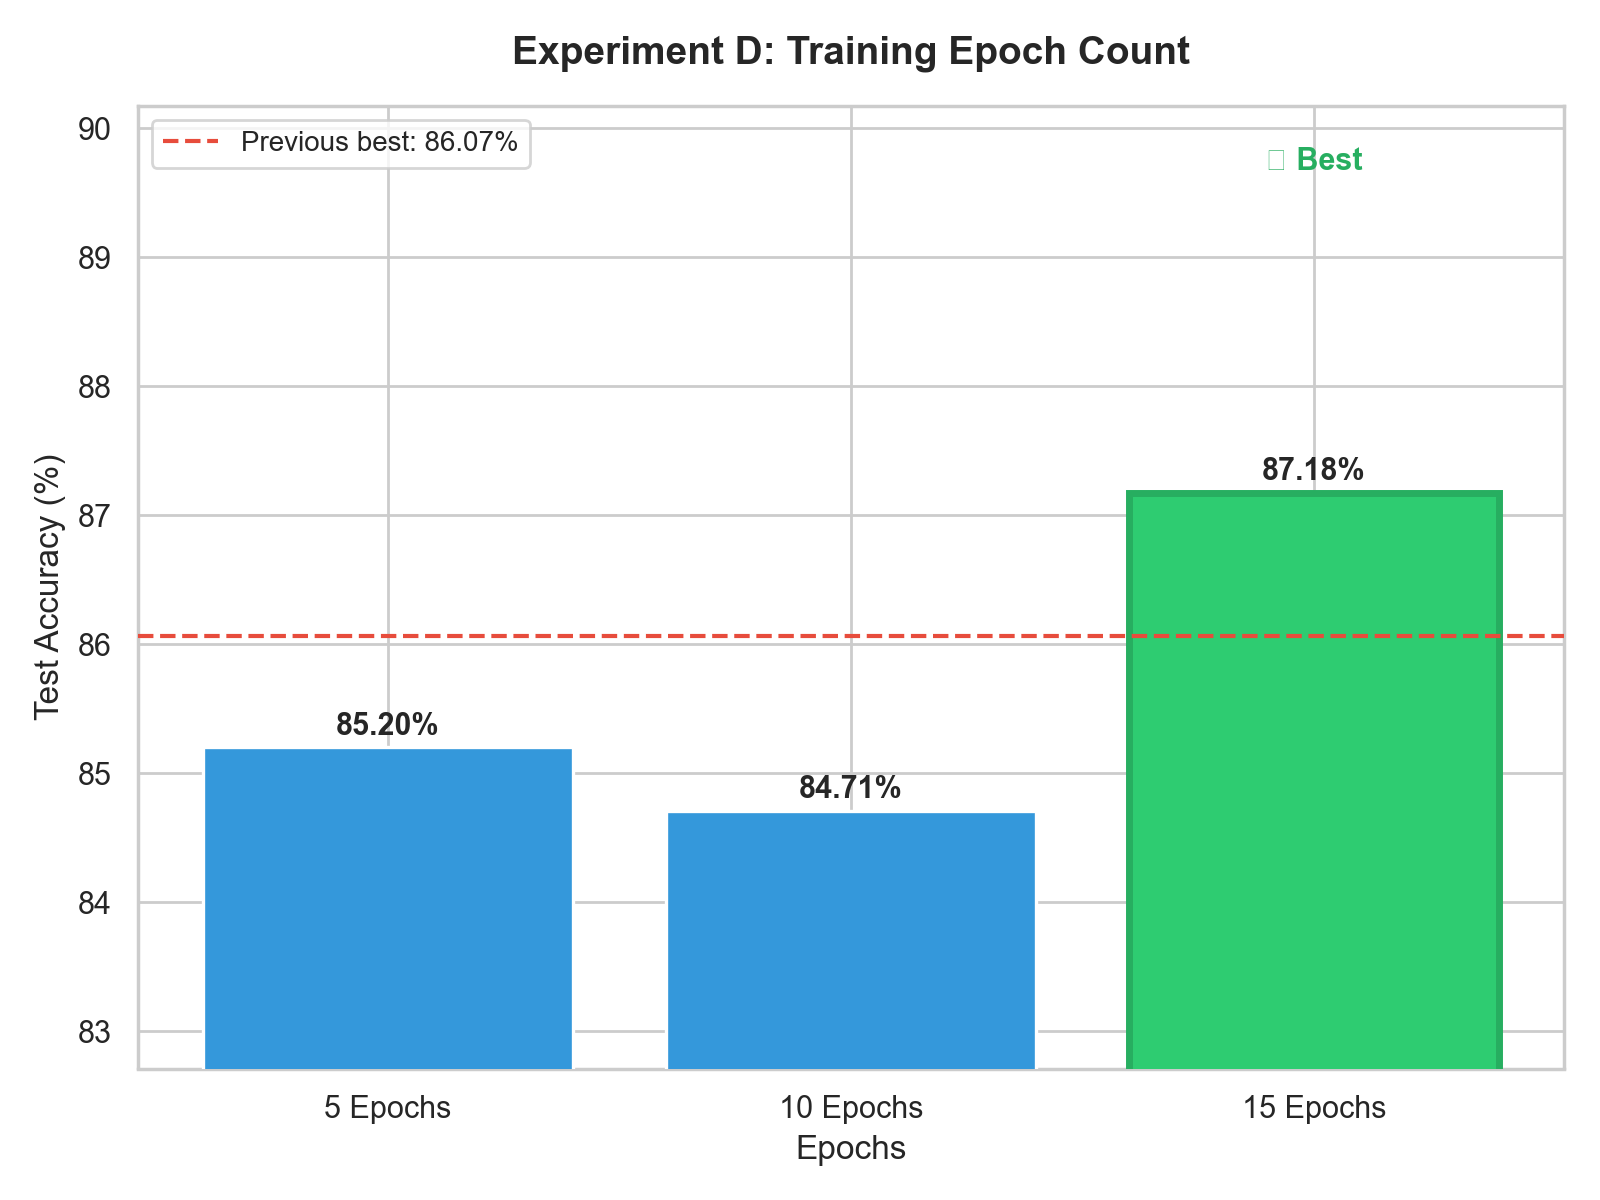 Experiment D: Training Epoch Count
Previous best: 86.07%
Best
90
89
88
87
86
85
84
83
Test Accuracy (%)
85.20%
84.71%
87.18%
5 Epochs
10 Epochs
15 Epochs
Epochs